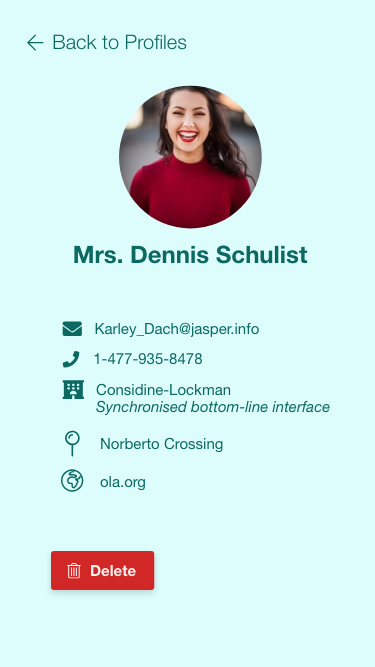 Back to Profiles
Mrs. Dennis Schulist
Karley_Dach@jasper.info
1-477-935-8478
Considine-Lockman
Synchronised bottom-line interface
Norberto Crossing
ola.org
Delete